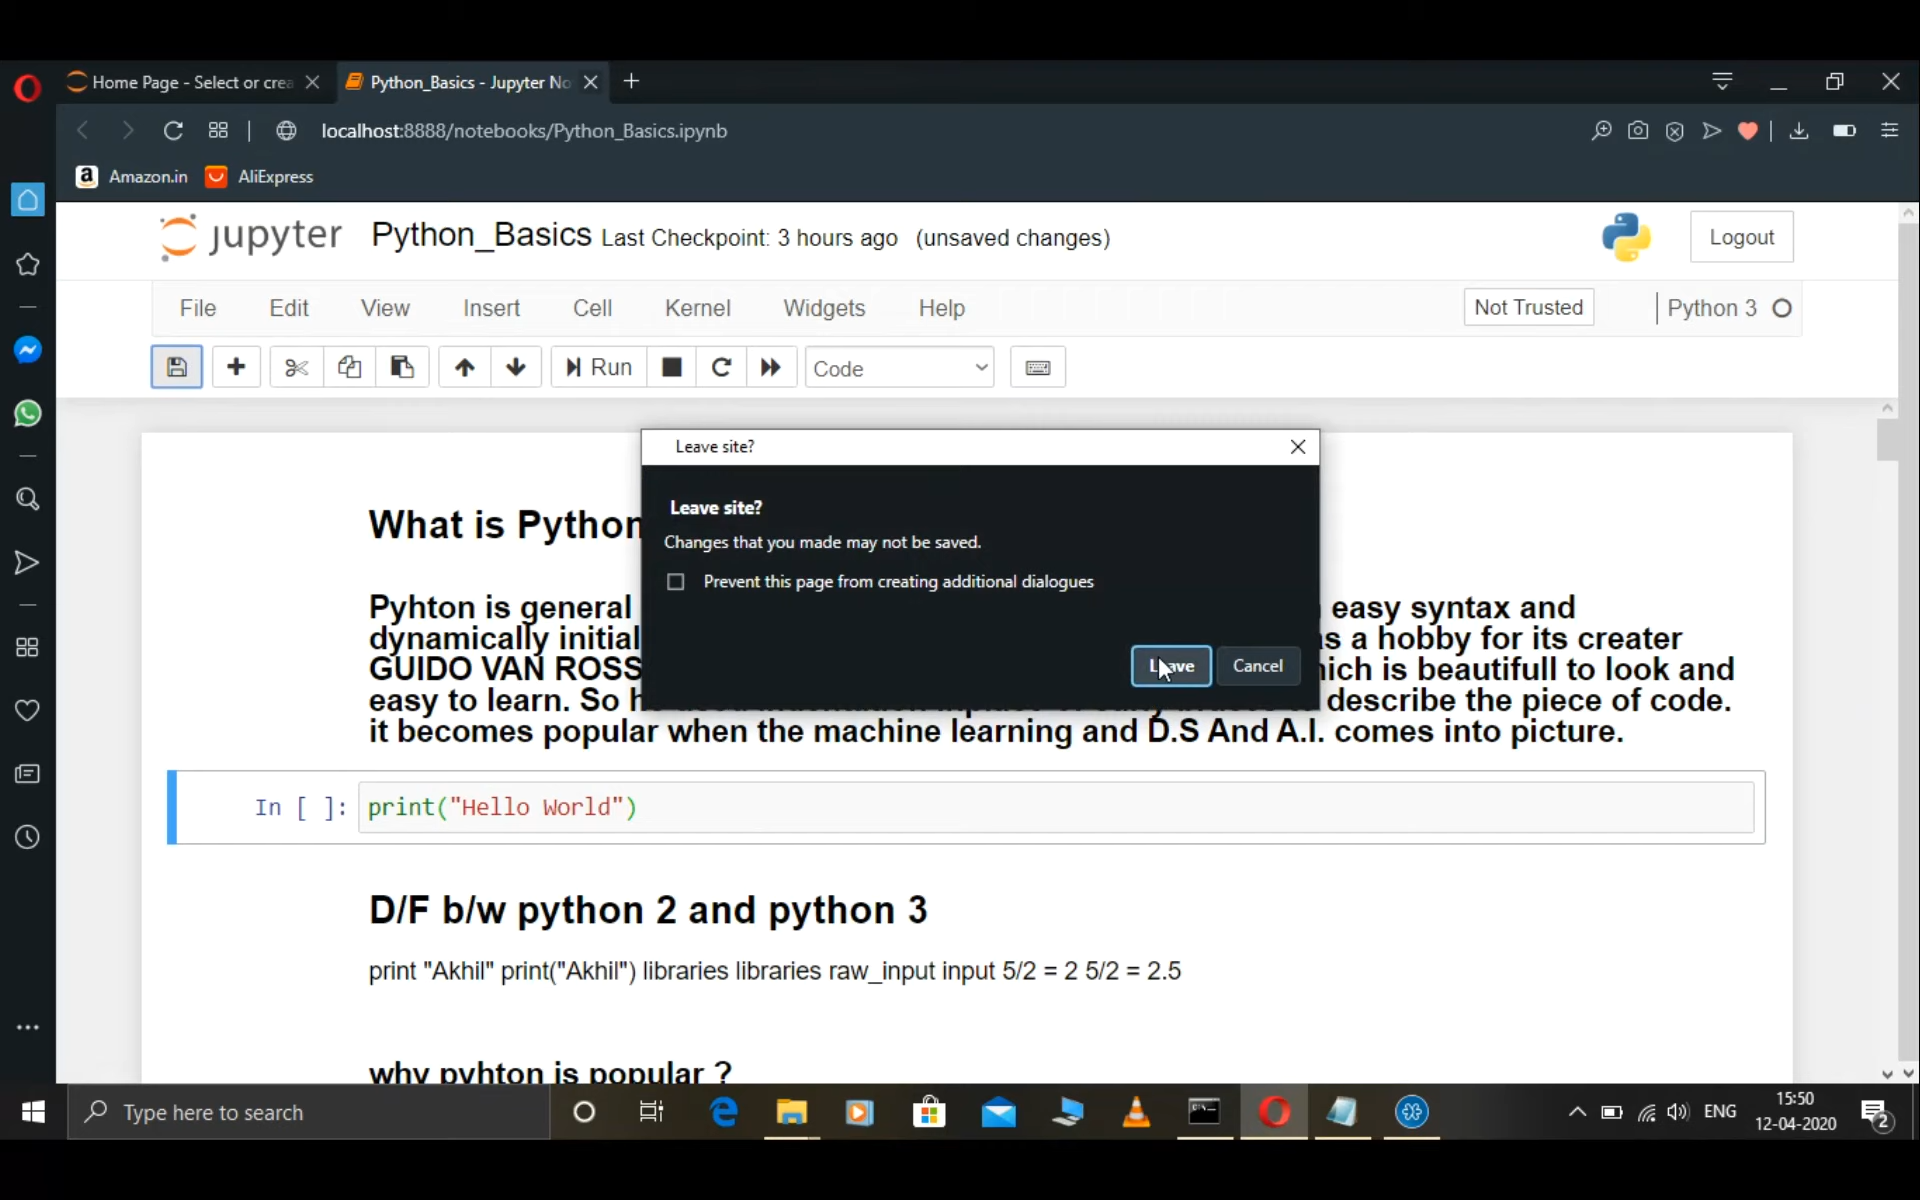 Home Page - Select or crea
Python_Basics - Jupyter No
localhost:8888/notebooks/Python_Basics.ipynb
Amazon.in AliExpress
jupyter Python_Basics Last Checkpoint: 3 hours ago (unsaved changes) Logout
File Edit View Insert Cell Kernel Widgets Help Not Trusted Python 3
Run Code
Leave site?
Leave site?
Changes that you made may not be saved.
Prevent this page from creating additional dialogues
Leave Cancel
What is Python
Pyhton is general easy syntax and
dynamically initial s a hobby for its creater
GUIDO VAN ROSS ich is beautifull to look and
easy to learn. So describe the piece of code.
it becomes popular when the machine learning and D.S And A.I. comes into picture.
In [ ]: print("Hello World")
D/F b/w python 2 and python 3
print "Akhil" print("Akhil") libraries libraries raw_input input 5/2 = 2 5/2 = 2.5
why pyhton is popular ?
Type here to search
ENG
15:50
12-04-2020
2